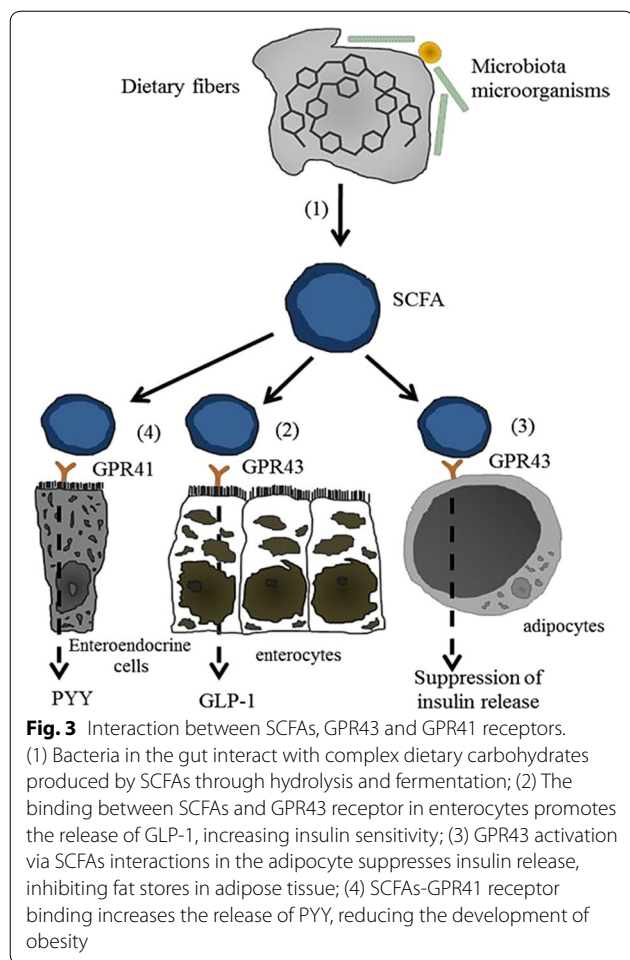 Dietary fibers
Microbiota
microorganisms
(1)
SCFA
(4)
(2)
(3)
GPR41
GPR43
GPR43
Enteroendocrine
cells
enterocytes
adipocytes
PYY
GLP-1
Suppression of
insulin release
Fig. 3 Interaction between SCFAs, GPR43 and GPR41 receptors.
(1) Bacteria in the gut interact with complex dietary carbohydrates
produced by SCFAs through hydrolysis and fermentation; (2) The
binding between SCFAs and GPR43 receptor in enterocytes promotes
the release of GLP-1, increasing insulin sensitivity; (3) GPR43 activation
via SCFAs interactions in the adipocyte suppresses insulin release,
inhibiting fat stores in adipose tissue; (4) SCFAs-GPR41 receptor
binding increases the release of PYY, reducing the development of
obesity